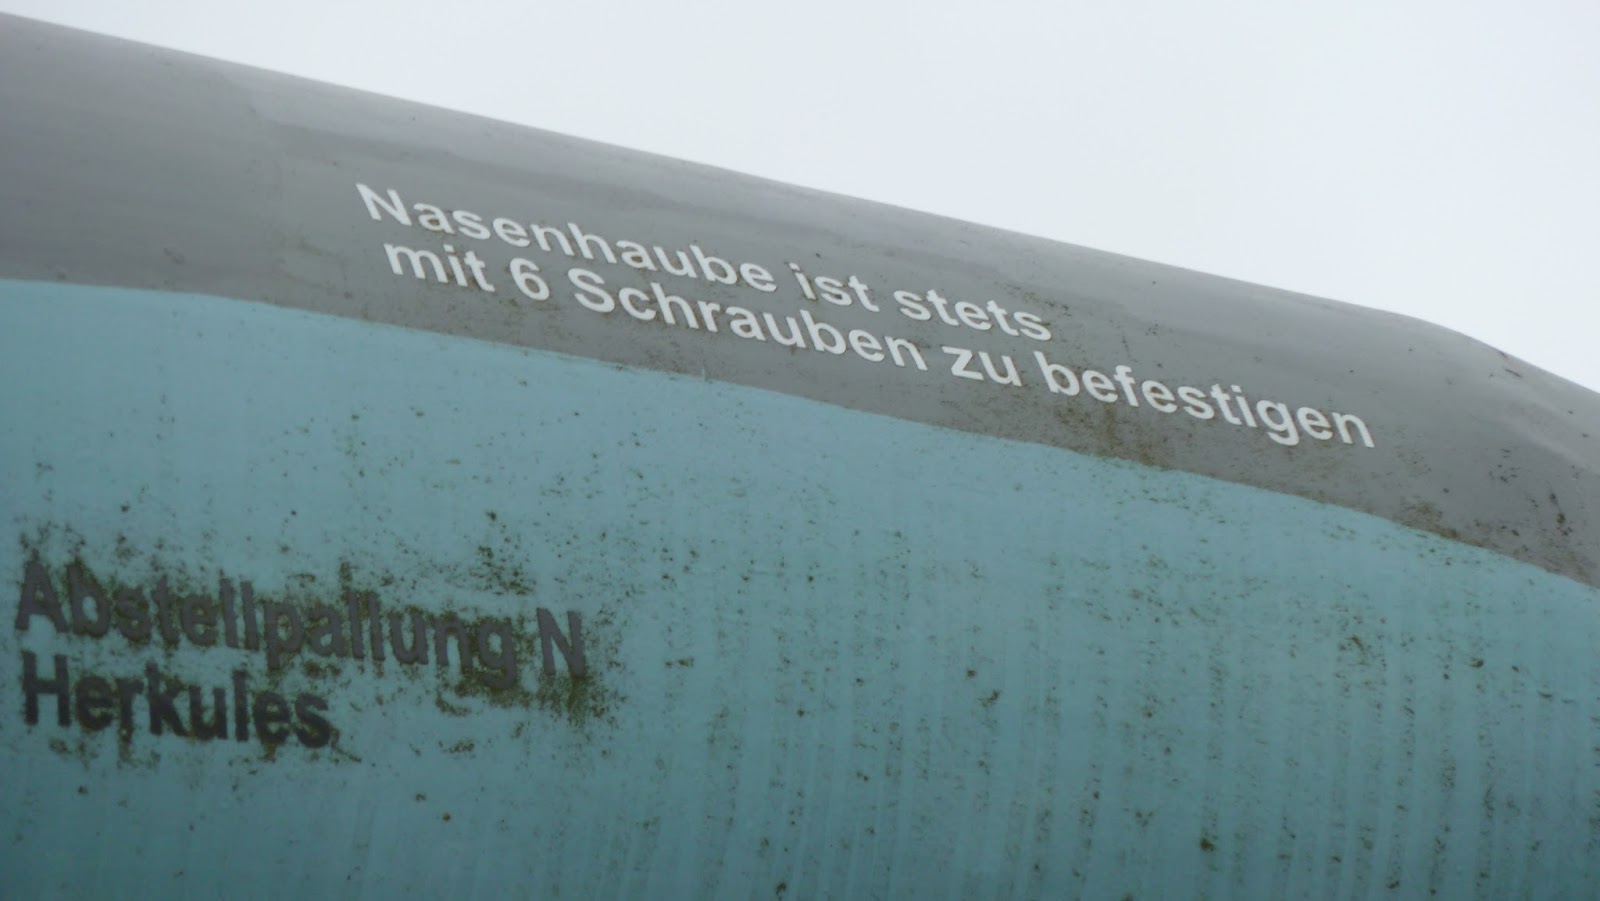 Nasenhaube ist stets
mit 6 Schrauben zu befestigen
Abstellpallung N
Herkules